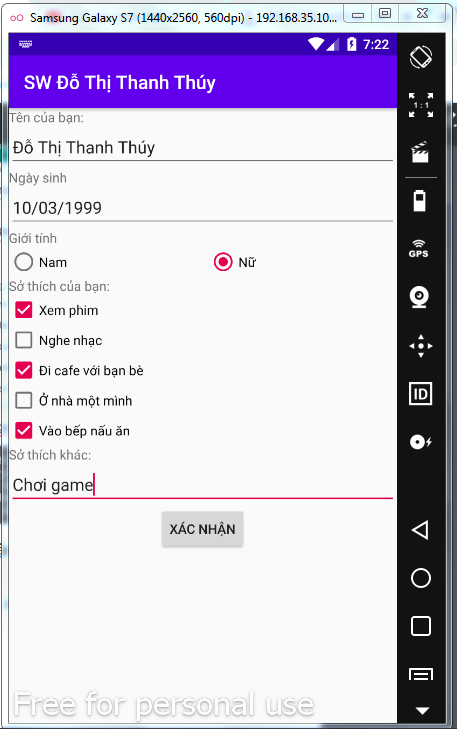 Samsung Galaxy S7 (1440x2560, 560dpi) - 192.168.35.10...
7:22
SW Đỗ Thị Thanh Thúy
Tên của bạn:
Đỗ Thị Thanh Thúy
Ngày sinh
10/03/1999
Giới tính
Nam
Nữ
Sở thích của bạn:
Xem phim
Nghe nhạc
Đi cafe với bạn bè
Ở nhà một mình
Vào bếp nấu ăn
Sở thích khác:
Chơi game
XÁC NHẬN
Free for personal use
1:1
GPS
ID